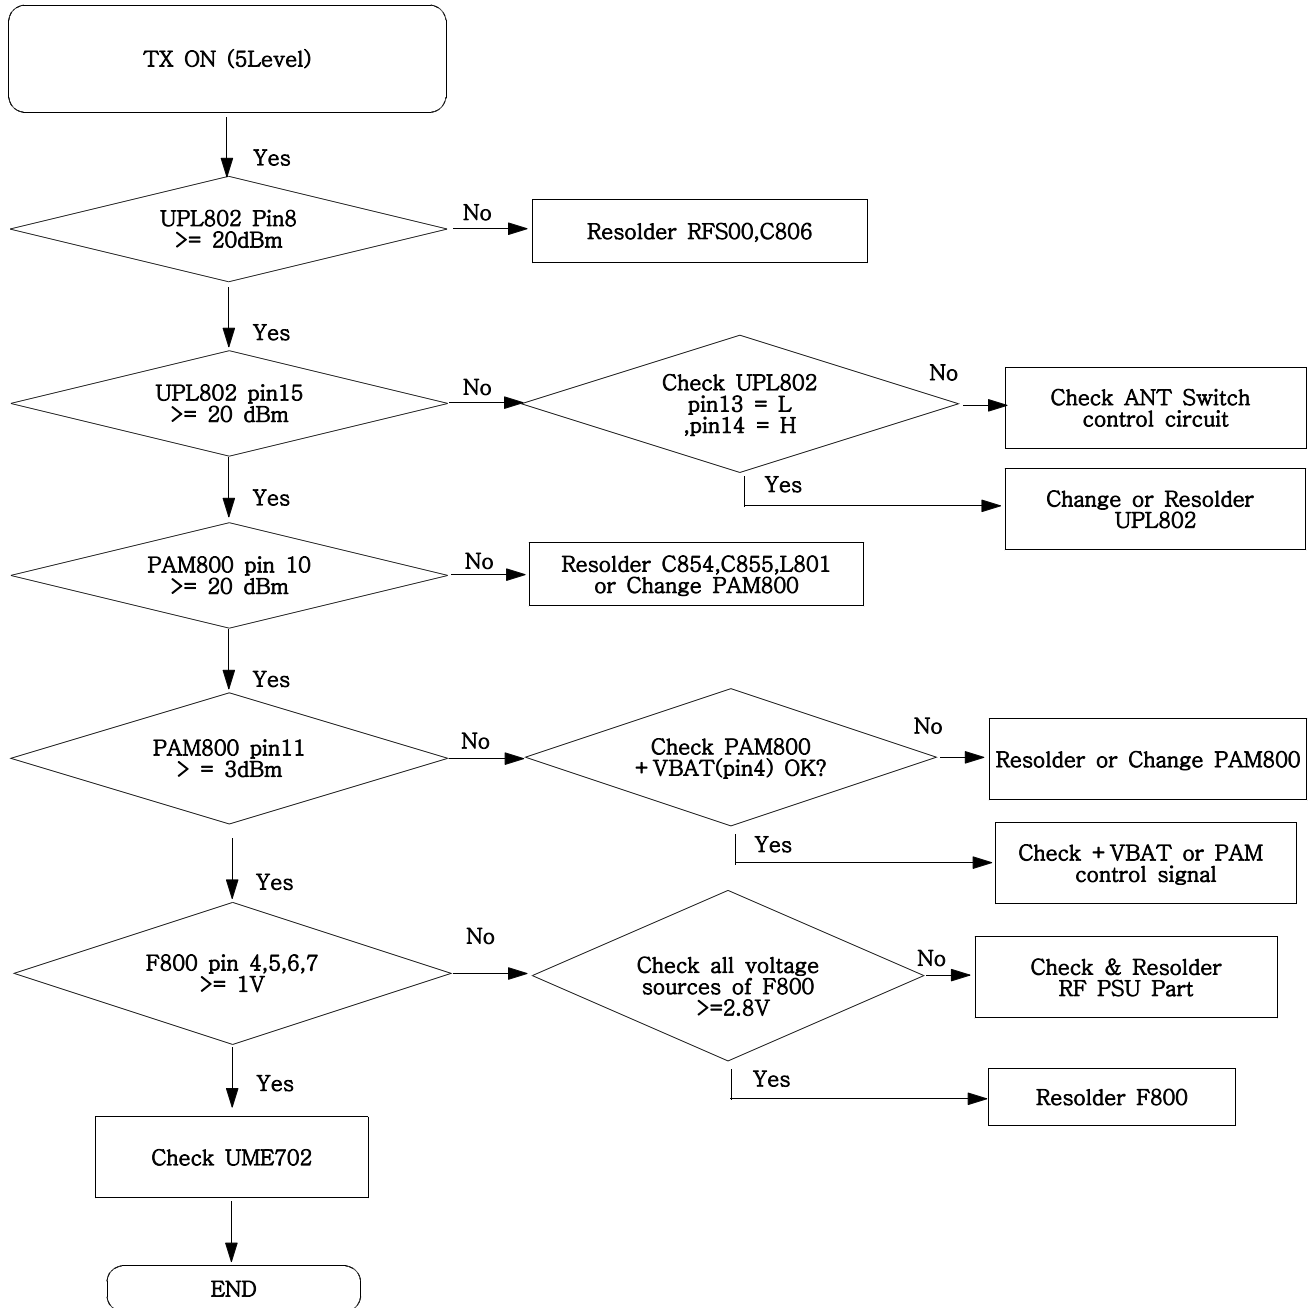 TX ON (5Level)
Yes
UPL802 Pin8
>= 20dBm
No
Resolder RFS00,C806
Yes
UPL802 pin15
>= 20 dBm
No
Check UPL802
pin13 = L
,pin14 = H
No
Check ANT Switch
control circuit
Yes
Change or Resolder
UPL802
Yes
PAM800 pin 10
>= 20 dBm
No
Resolder C854,C855,L801
or Change PAM800
Yes
PAM800 pin11
> = 3dBm
No
Check PAM800
+VBAT(pin4) OK?
No
Resolder or Change PAM800
Yes
Check +VBAT or PAM
control signal
Yes
F800 pin 4,5,6,7
>= 1V
No
Check all voltage
sources of F800
>=2.8V
No
Check & Resolder
RF PSU Part
Yes
Resolder F800
Yes
Check UME702
END